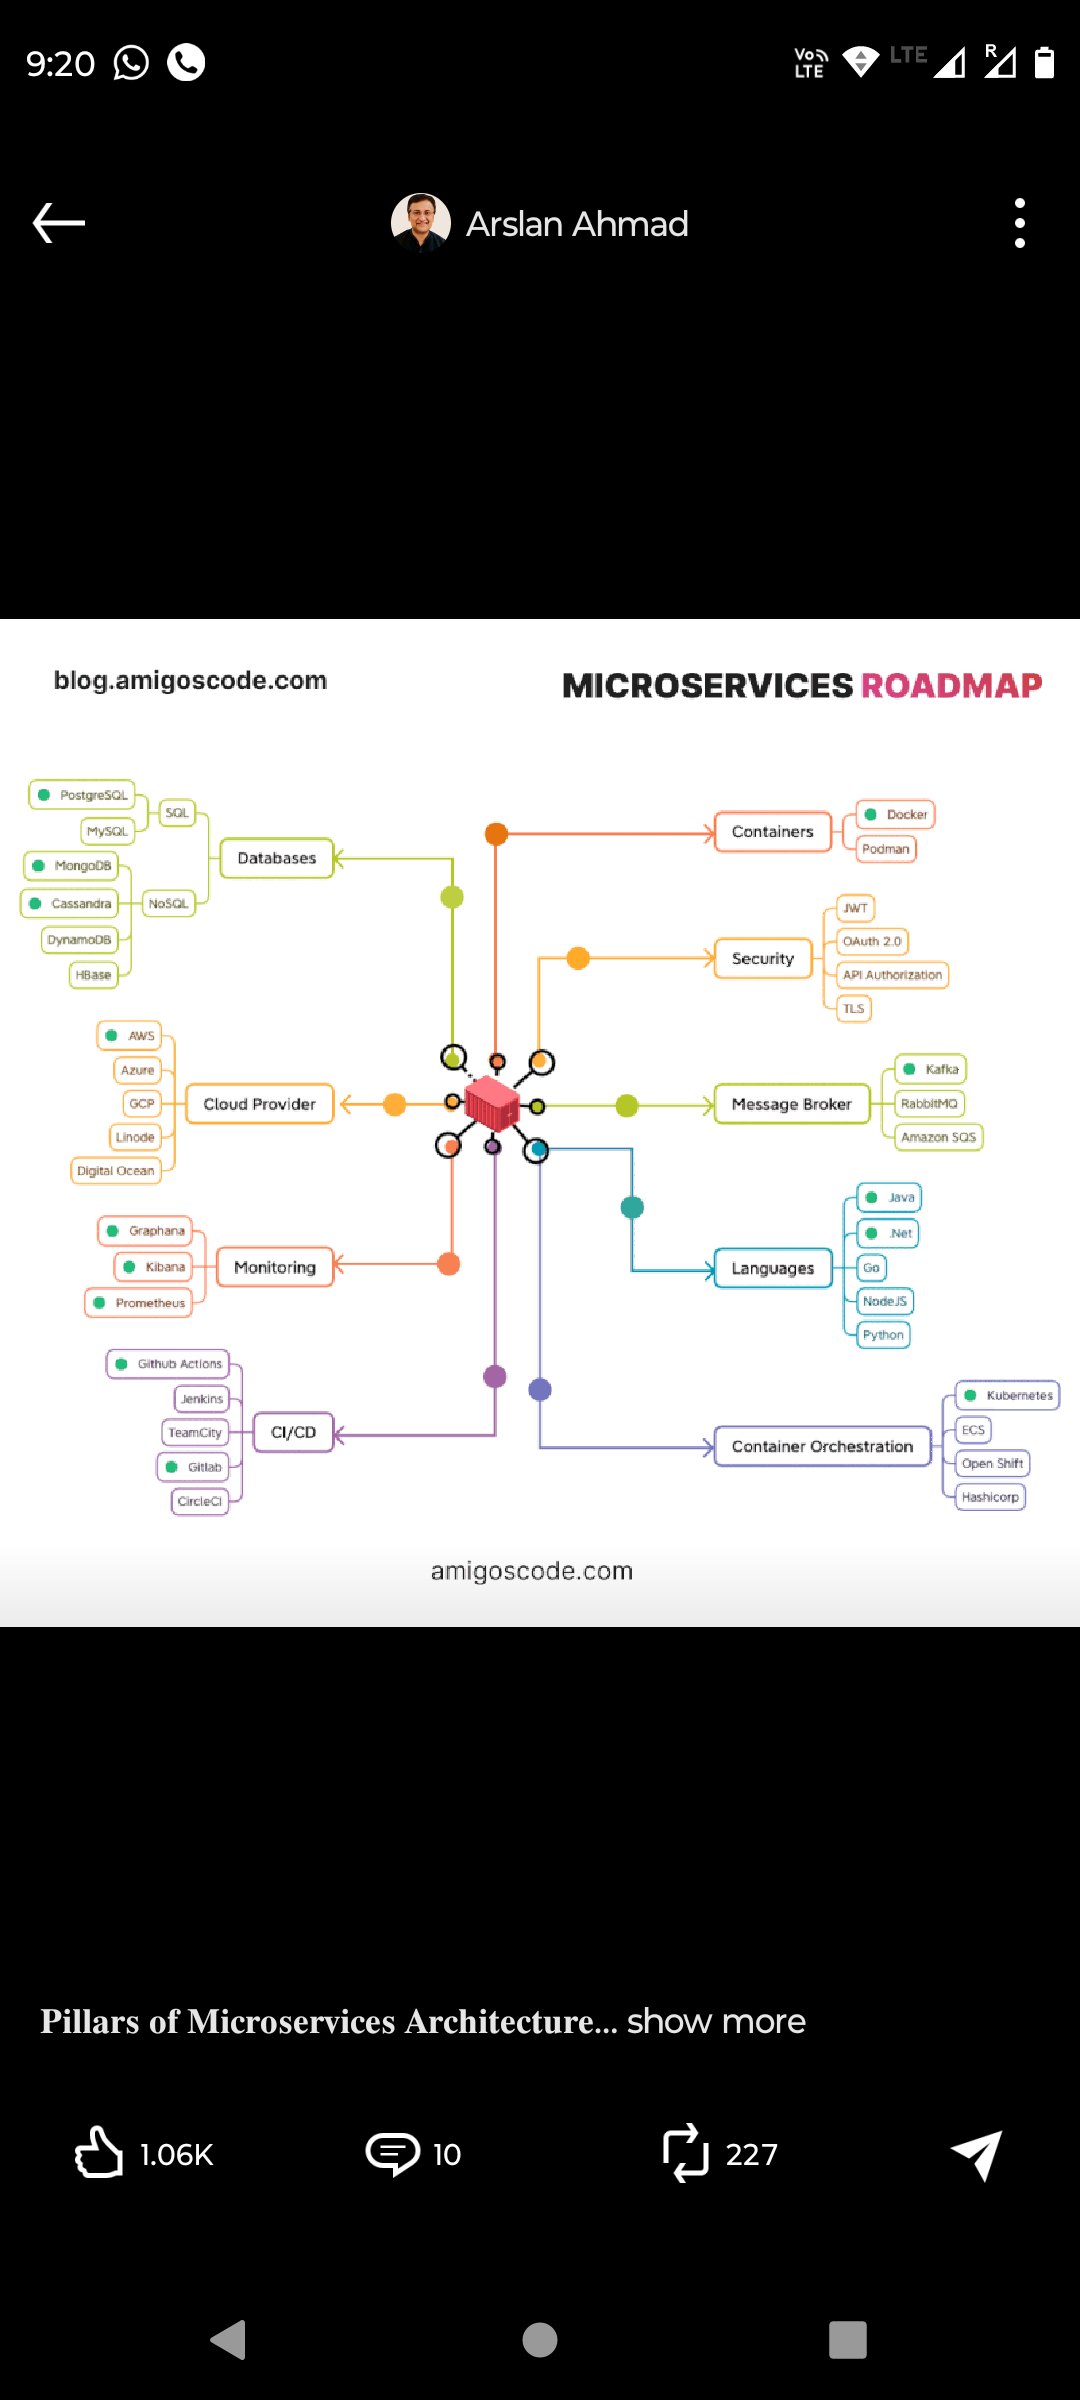 9:20
Vo
LTE
LTE
R
Arslan Ahmad
blog.amigoscode.com
MICROSERVICES ROADMAP
PostgreSQL
MySQL
SQL
MongoDB
Cassandra
DynamoDB
HBase
NoSQL
Databases
AWS
Azure
GCP
Linode
Digital Ocean
Cloud Provider
Graphana
Kibana
Prometheus
Monitoring
Github Actions
Jenkins
TeamCity
Gitlab
CircleCi
CI/CD
Containers
Docker
Podman
Security
JWT
OAuth 2.0
API Authorization
TLS
Message Broker
Kafka
RabbitMQ
Amazon SQS
Languages
Java
.Net
Go
NodeJS
Python
Container Orchestration
Kubernetes
ECS
Open Shift
Hashicorp
amigoscode.com
Pillars of Microservices Architecture... show more
1.06K
10
227